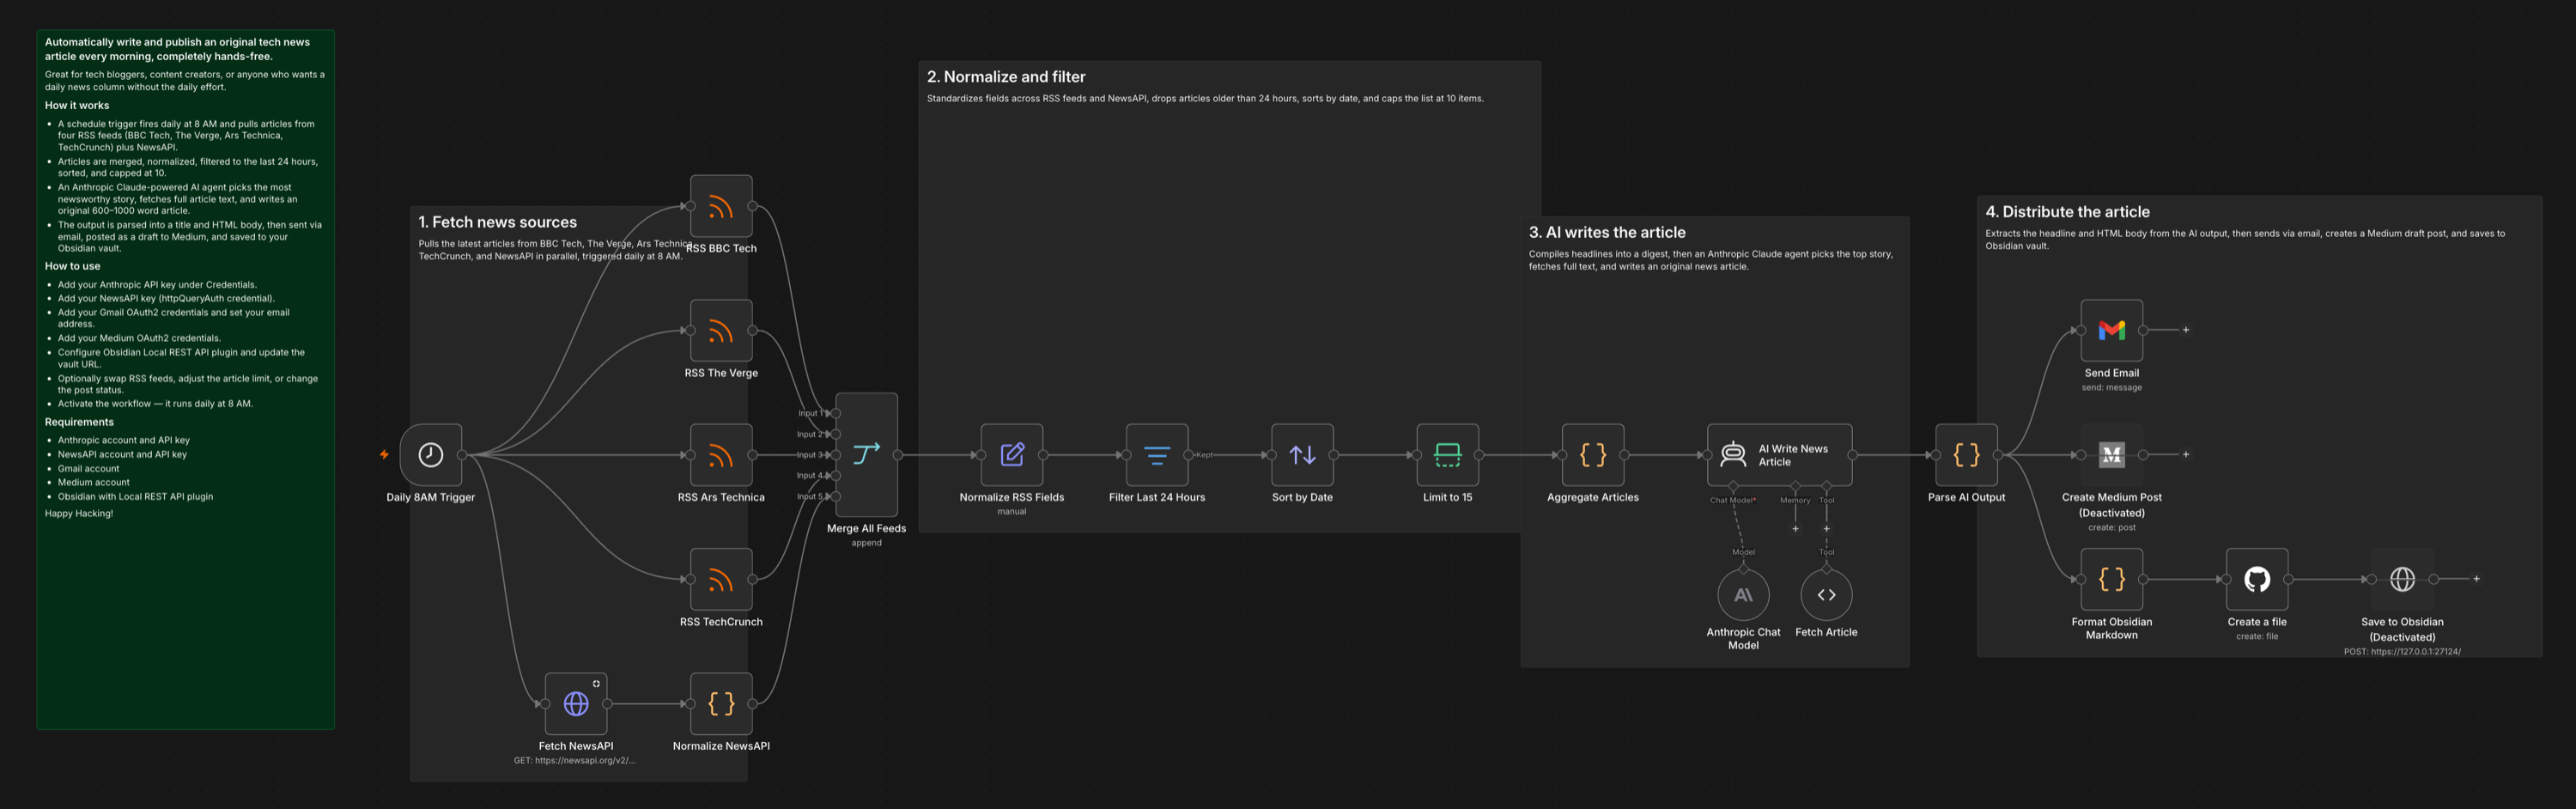 Automatically write and publish an original tech news
article every morning, completely hands-free.
Great for tech bloggers, content creators, or anyone who wants a
daily news column without the daily effort.
How it works
• A schedule trigger fires daily at 8 AM and pulls articles from
four RSS feeds (BBC Tech, The Verge, Ars Technica,
TechCrunch) plus NewsAPI.
• Articles are merged, normalized, filtered to the last 24 hours,
sorted, and capped at 10.
• An Anthropic Claude-powered AI agent picks the most
newsworthy story, fetches full article text, and writes an
original 600–1000 word article.
• The output is parsed into a title and HTML body, then sent via
email, posted as a draft to Medium, and saved to your
Obsidian vault.
How to use
• Add your Anthropic API key under Credentials.
• Add your NewsAPI key (httpQueryAuth credential).
• Add your Gmail OAuth2 credentials and set your email
address.
• Add your Medium OAuth2 credentials.
• Configure Obsidian Local REST API plugin and update the
vault URL.
• Optionally swap RSS feeds, adjust the article limit, or change
the post status.
• Activate the workflow — it runs daily at 8 AM.
Requirements
• Anthropic account and API key
• NewsAPI account and API key
• Gmail account
• Medium account
• Obsidian with Local REST API plugin
Happy Hacking!
Daily 8AM Trigger
1. Fetch news sources
Pulls the latest articles from BBC Tech, The Verge, Ars Technica
TechCrunch, and NewsAPI in parallel, triggered daily at 8 AM.
RSS BBC Tech
RSS The Verge
RSS Ars Technica
RSS TechCrunch
Fetch NewsAPI
GET: https://newsapi.org/v2/...
Normalize NewsAPI
Input 1
Input 2
Input 3
Input 4
Input 5
Merge All Feeds
append
2. Normalize and filter
Standardizes fields across RSS feeds and NewsAPI, drops articles older than 24 hours, sorts by date, and caps the list at 10 items.
Normalize RSS Fields
manual
Filter Last 24 Hours
Kept
Sort by Date
Limit to 15
3. AI writes the article
Compiles headlines into a digest, then an Anthropic Claude agent picks the top story,
fetches full text, and writes an original news article.
Aggregate Articles
AI Write News
Article
Chat Model*
Memory
Tool
Model
Tool
Anthropic Chat
Model
Fetch Article
Parse AI Output
4. Distribute the article
Extracts the headline and HTML body from the AI output, then sends via email, creates a Medium draft post, and saves to
Obsidian vault.
Send Email
send: message
Create Medium Post
(Deactivated)
create: post
Format Obsidian
Markdown
Create a file
create: file
Save to Obsidian
(Deactivated)
POST: https://127.0.0.1:27124/